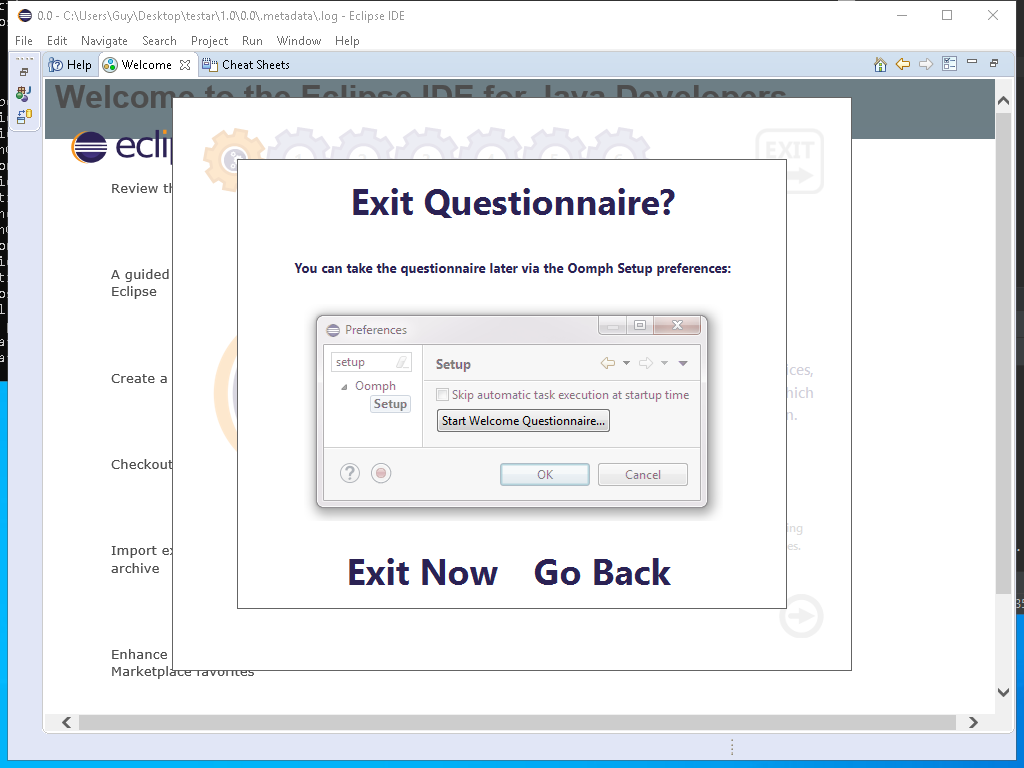 0.0 - C:\Users\Guy\Desktop\testar\1.0\0.0\.metadata\.log - Eclipse IDE
File Edit Navigate Search Project Run Window Help
Help Welcome Cheat Sheets
Welcome to the Eclipse IDE for Java Developers
EXIT
Review
A guided
Eclipse
Create a
Checkout
Import
archive
Enhance
Marketplace favorites
Exit Questionnaire?
You can take the questionnaire later via the Oomph Setup preferences:
Preferences
setup
Oomph
Setup
Setup
Skip automatic task execution at startup time
Start Welcome Questionnaire...
OK Cancel
Exit Now Go Back